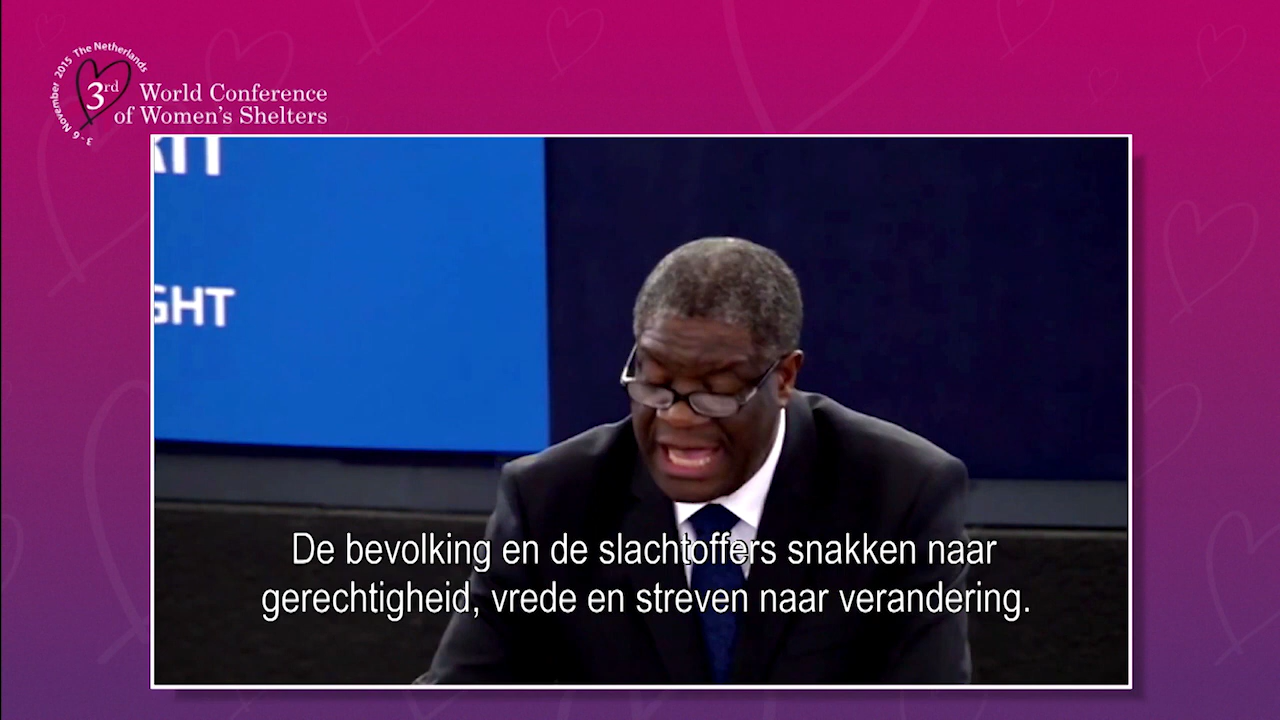 3 - 6 November 2015 The Netherlands
3rd
World Conference
of Women's Shelters
GHT
De bevolking en de slachtoffers snakken naar
gerechtigheid, vrede en streven naar verandering.